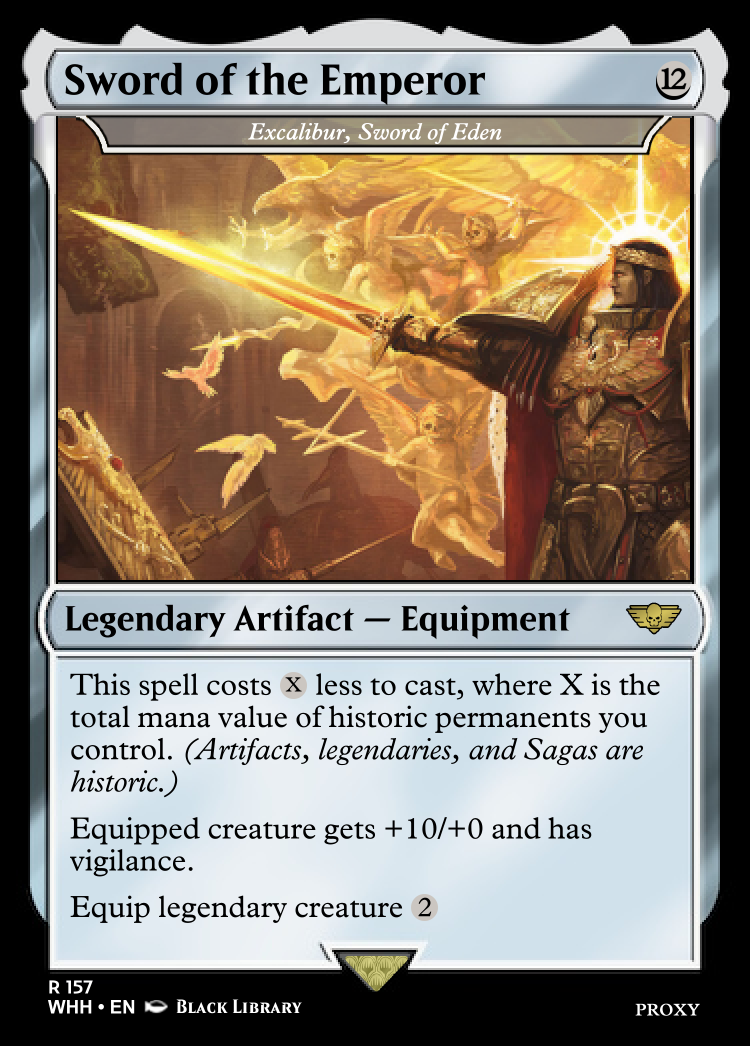 Sword of the Emperor 12
Excalibur, Sword of Eden
Legendary Artifact — Equipment
This spell costs X less to cast, where X is the
total mana value of historic permanents you
control. (Artifacts, legendaries, and Sagas are
historic.)
Equipped creature gets +10/+0 and has
vigilance.
Equip legendary creature 2
R 157
WHH • EN Black Library
PROXY